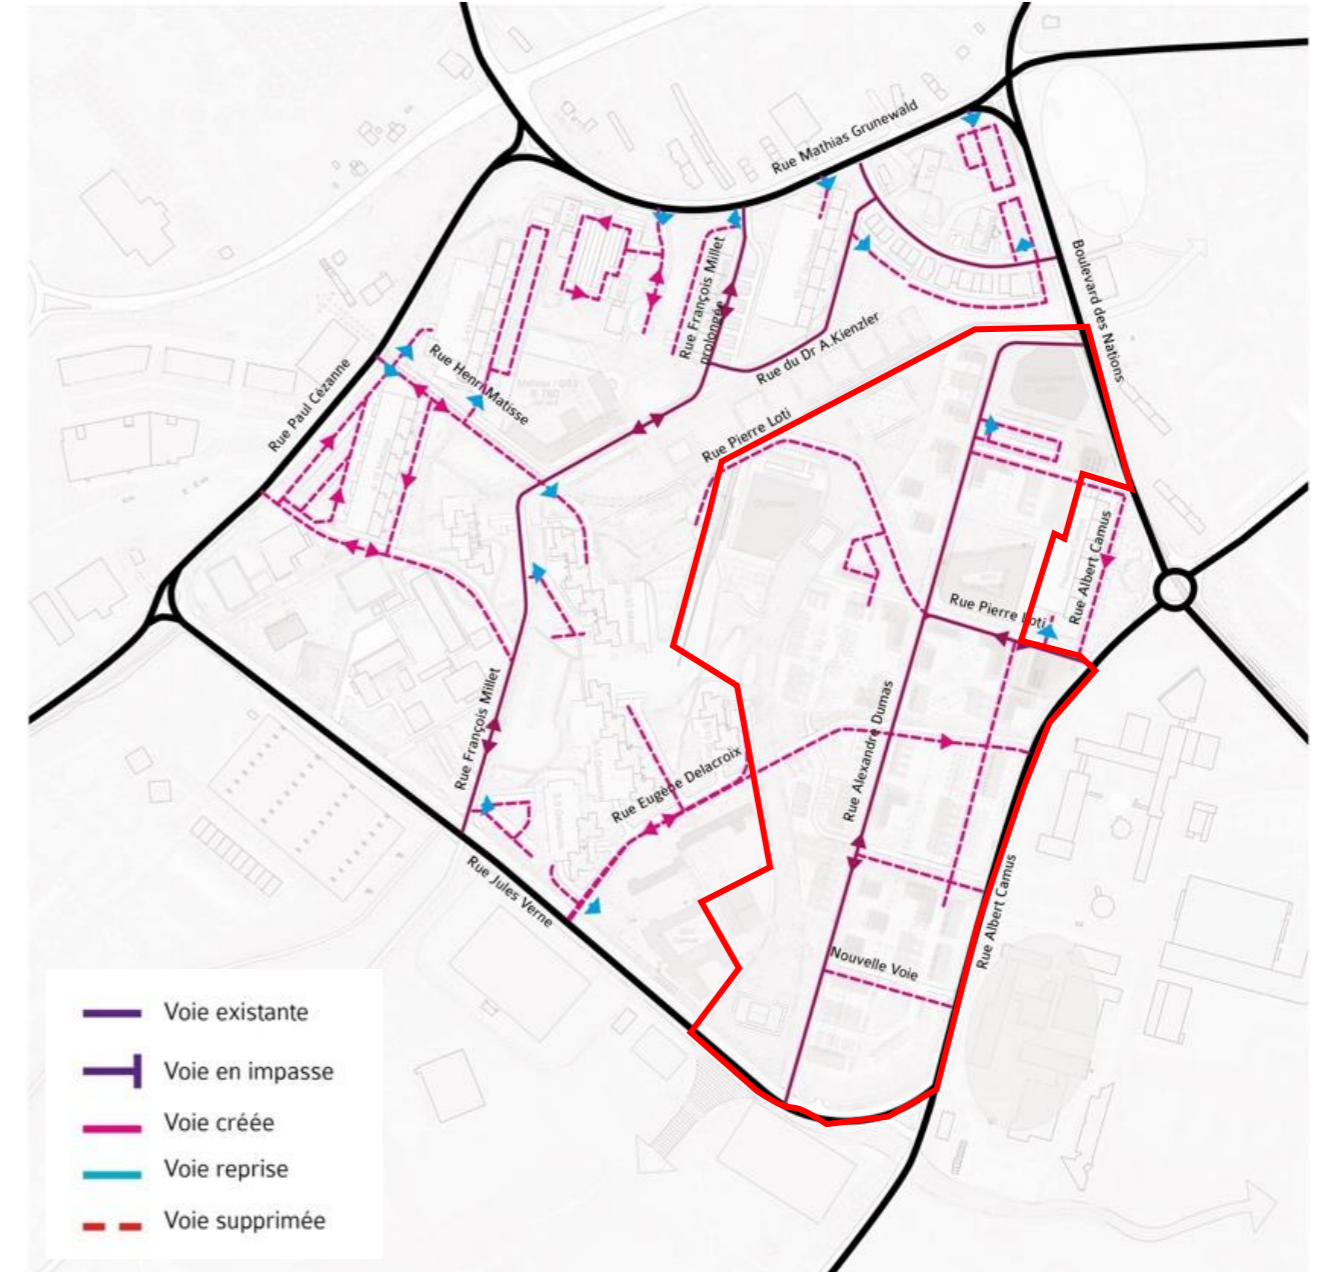 Rue Mathias Grunewald
Boulevard des Nations
Rue François Millet
prolongée
Rue du Dr A.Kienzler
Rue Henri Matisse
Rue Paul Cézanne
Rue Pierre Loti
Rue Albert Camus
Rue Pierre Loti
Rue François Millet
Rue Alexandre Dumas
Rue Eugène Delacroix
Rue Jules Verne
Rue Albert Camus
Nouvelle Voie
Voie existante
Voie en impasse
Voie créée
Voie reprise
Voie supprimée